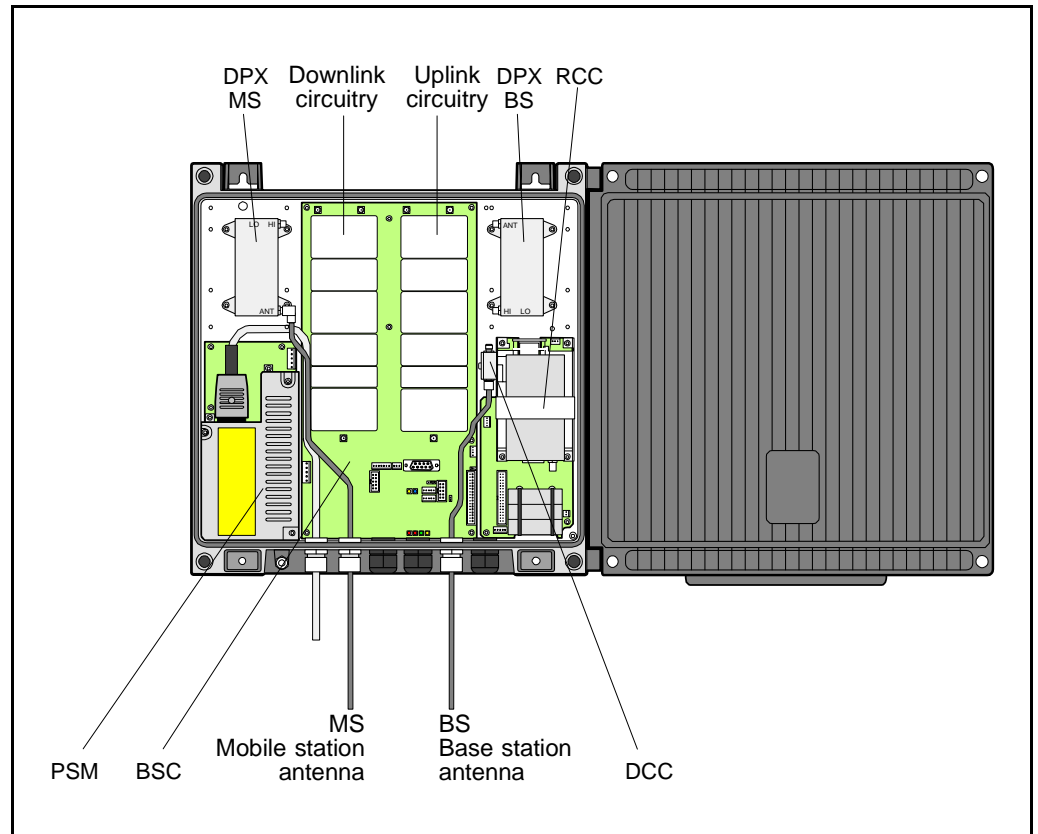 DPX MS
Downlink circuitry
Uplink circuitry
DPX BS
RCC
LO HI
ANT
ANT
HI LO
MS
Mobile station
antenna
BS
Base station
antenna
PSM
BSC
DCC